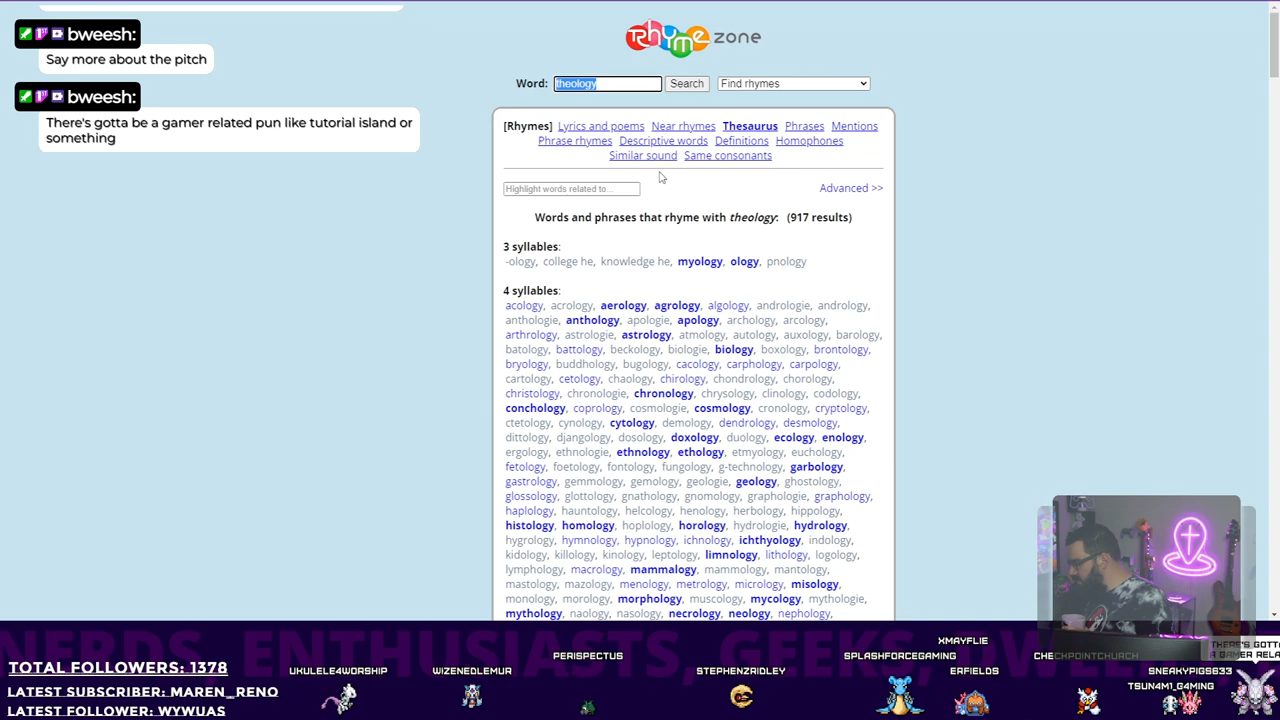 bweesh:
Say more about the pitch
bweesh:
There's gotta be a gamer related pun like tutorial island or
something
Rhyme zone
Word: theology Search Find rhymes
[Rhymes] Lyrics and poems Near rhymes Thesaurus Phrases Mentions
Phrase rhymes Descriptive words Definitions Homophones
Similar sound Same consonants
Highlight words related to... Advanced >>
Words and phrases that rhyme with theology: (917 results)
3 syllables:
-ology, college he, knowledge he, myology, ology, pnology
4 syllables:
acology, acrology, aerology, agrology, algology, andrologie, andrology,
anthologie, anthology, apologie, apology, archology, arcology,
arthrology, astrologie, astrology, atmology, autology, auxology, barology,
batology, battology, beckology, biologie, biology, boxology, brontology,
bryology, buddhology, bugology, cacology, carphology, carpology,
cartology, cetology, chaology, chirology, chondrology, chorology,
christology, chronologie, chronology, chrysology, clinology, codology,
conchology, coprology, cosmologie, cosmology, cronology, cryptology,
ctetology, cynology, cytology, demology, dendrology, desmology,
dittology, djangology, dosology, doxology, duology, ecology, enology,
ergology, ethnologie, ethnology, ethology, etmyology, euchology,
fetology, foetology, fontology, fungology, g-technology, garbology,
gastrology, gemmology, gemology, geologie, geology, ghostology,
glossology, glottology, gnathology, gnomology, graphologie, graphology,
haplology, hauntology, helcology, henology, herbology, hippology,
histology, homology, hoplology, horology, hydrologie, hydrology,
hygrology, hymnology, hypnology, ichnology, ichthyology, indology,
kidology, killology, kinology, leptology, limnology, lithology, logology,
lymphology, macrology, mammalogy, mammology, mantology,
mastology, mazology, menology, metrology, micrology, misology,
monology, morology, morphology, muscology, mycology, mythologie,
mythology, naology, nasology, necrology, neology, nephology,
NERDS, ENTHUSIASTS, GEEKS,
TOTAL FOLLOWERS: 1378
LATEST SUBSCRIBER: MAREN_RENO
LATEST FOLLOWER: WYWUAS
UKULELE4WORSHIP
WIZENEDLEMUR
PERISPECTUS
STEPHENZRIDLEY
SPLASHFORCEGAMING
XMAYFLIE
ERFIELDS
CHECKPOINTCHURCH
TSUN4M1_G4MING
SNEAKYPIGS633
THERE'S GOTTA
A GAMER RELA